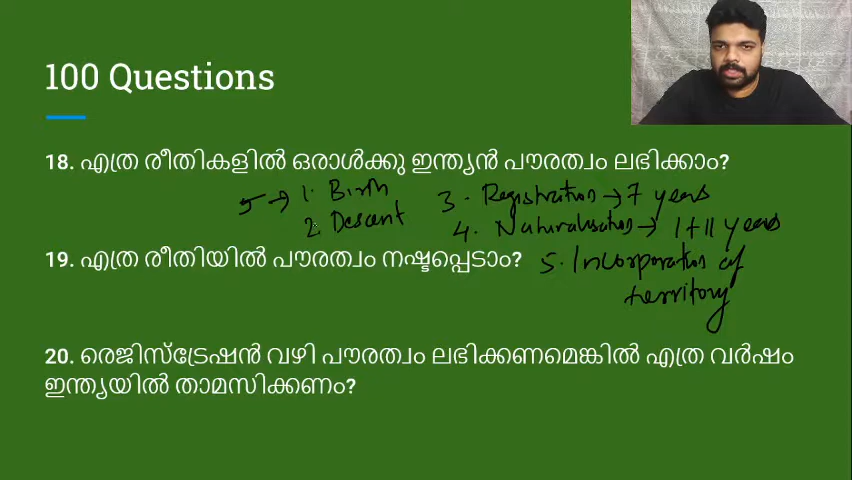 100 Questions
18. എത്ര രീതികളിൽ ഒരാൾക്കു ഇന്ത്യൻ പൗരത്വം ലഭിക്കാം?
5 → 1. Birth
2. Descent
3. Registration → 7 years
4. Naturalisation → 1+11 years
19. എത്ര രീതിയിൽ പൗരത്വം നഷ്ടപ്പെടാം?
5. Incorporation of
territory
20. രെജിസ്ട്രേഷൻ വഴി പൗരത്വം ലഭിക്കണമെങ്കിൽ എത്ര വർഷം
ഇന്ത്യയിൽ താമസിക്കണം?